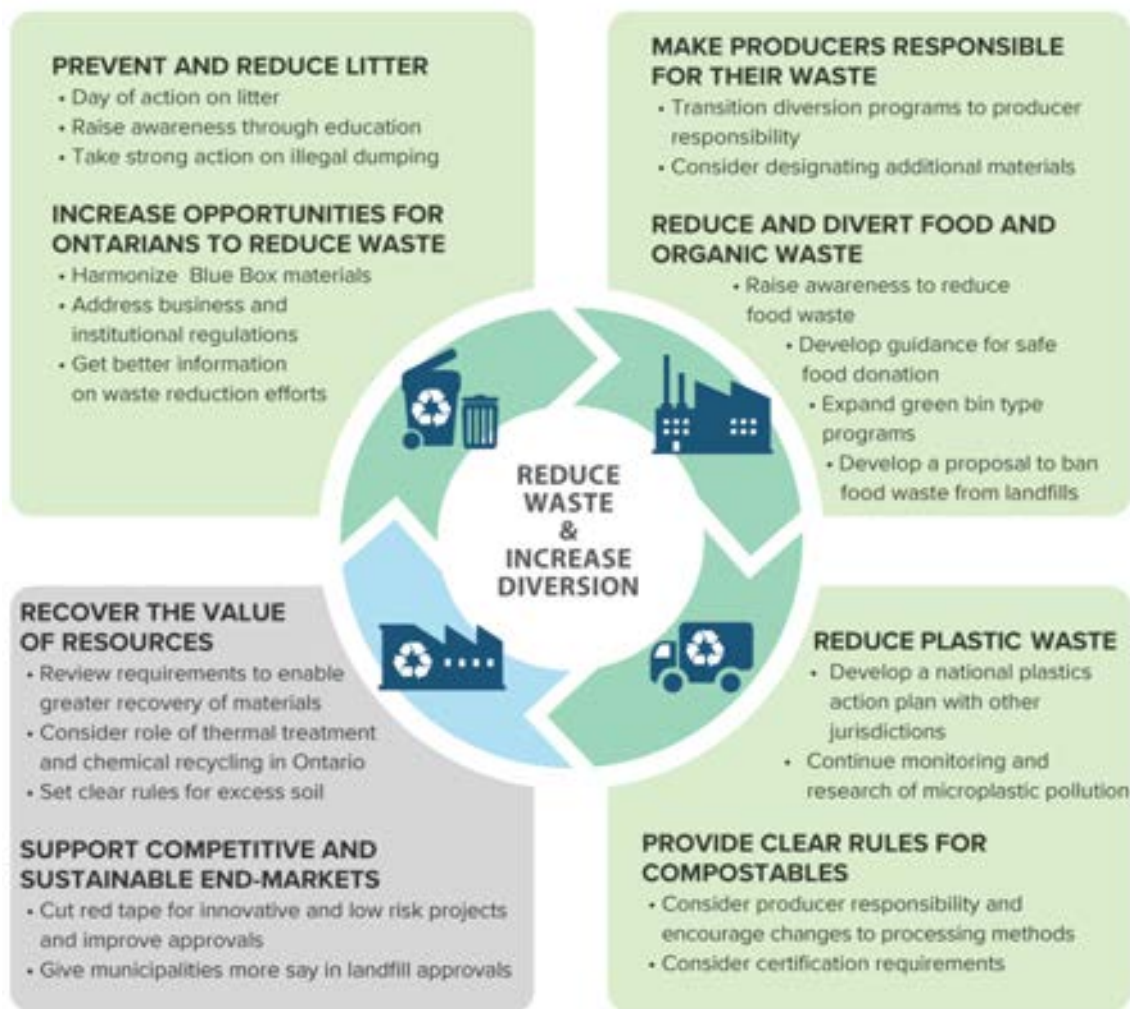 PREVENT AND REDUCE LITTER
• Day of action on litter
• Raise awareness through education
• Take strong action on illegal dumping
INCREASE OPPORTUNITIES FOR
ONTARIANS TO REDUCE WASTE
• Harmonize Blue Box materials
• Address business and
institutional regulations
• Get better information
on waste reduction efforts
MAKE PRODUCERS RESPONSIBLE
FOR THEIR WASTE
• Transition diversion programs to producer
responsibility
• Consider designating additional materials
REDUCE AND DIVERT FOOD AND
ORGANIC WASTE
• Raise awareness to reduce
food waste
• Develop guidance for safe
food donation
• Expand green bin type
programs
• Develop a proposal to ban
food waste from landfills
REDUCE
WASTE
&
INCREASE
DIVERSION
RECOVER THE VALUE
OF RESOURCES
• Review requirements to enable
greater recovery of materials
• Consider role of thermal treatment
and chemical recycling in Ontario
• Set clear rules for excess soil
SUPPORT COMPETITIVE AND
SUSTAINABLE END-MARKETS
• Cut red tape for innovative and low risk projects
and improve approvals
• Give municipalities more say in landfill approvals
REDUCE PLASTIC WASTE
• Develop a national plastics
action plan with other
jurisdictions
• Continue monitoring and
research of microplastic pollution
PROVIDE CLEAR RULES FOR
COMPOSTABLES
• Consider producer responsibility and
encourage changes to processing methods
• Consider certification requirements